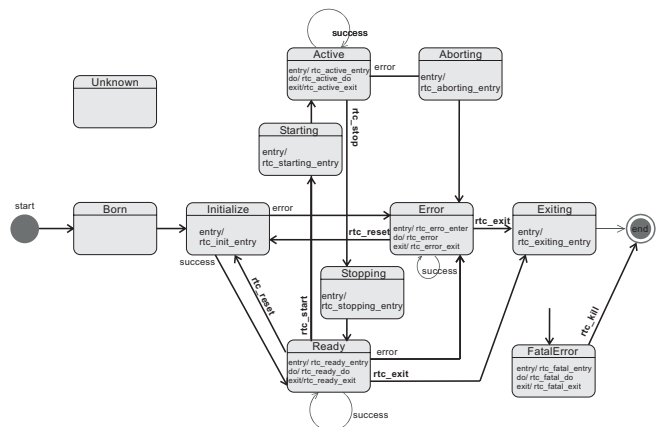 success
Active
entry/ rtc_active_entry
do/ rtc_active_do
exit/rtc_active_exit
error
Aborting
entry/
rtc_aborting_entry
Unknown
rtc_stop
Starting
entry/
rtc_starting_entry
start
Born
Initialize
entry/
rtc_init_entry
error
success
Error
entry/ rtc_erro_enter
do/ rtc_error
exit/ rtc_error_exit
rtc_exit
Exiting
entry/
rtc_exiting_entry
end
rtc_reset
success
rtc_reset
rtc_start
Stopping
entry/
rtc_stopping_entry
Ready
entry/ rtc_ready_entry
do/ rtc_ready_do
exit/rtc_ready_exit
error
rtc_exit
success
rtc_kill
FatalError
entry/ rtc_fatal_entry
do/ rtc_fatal_do
exit/ rtc_fatal_exit